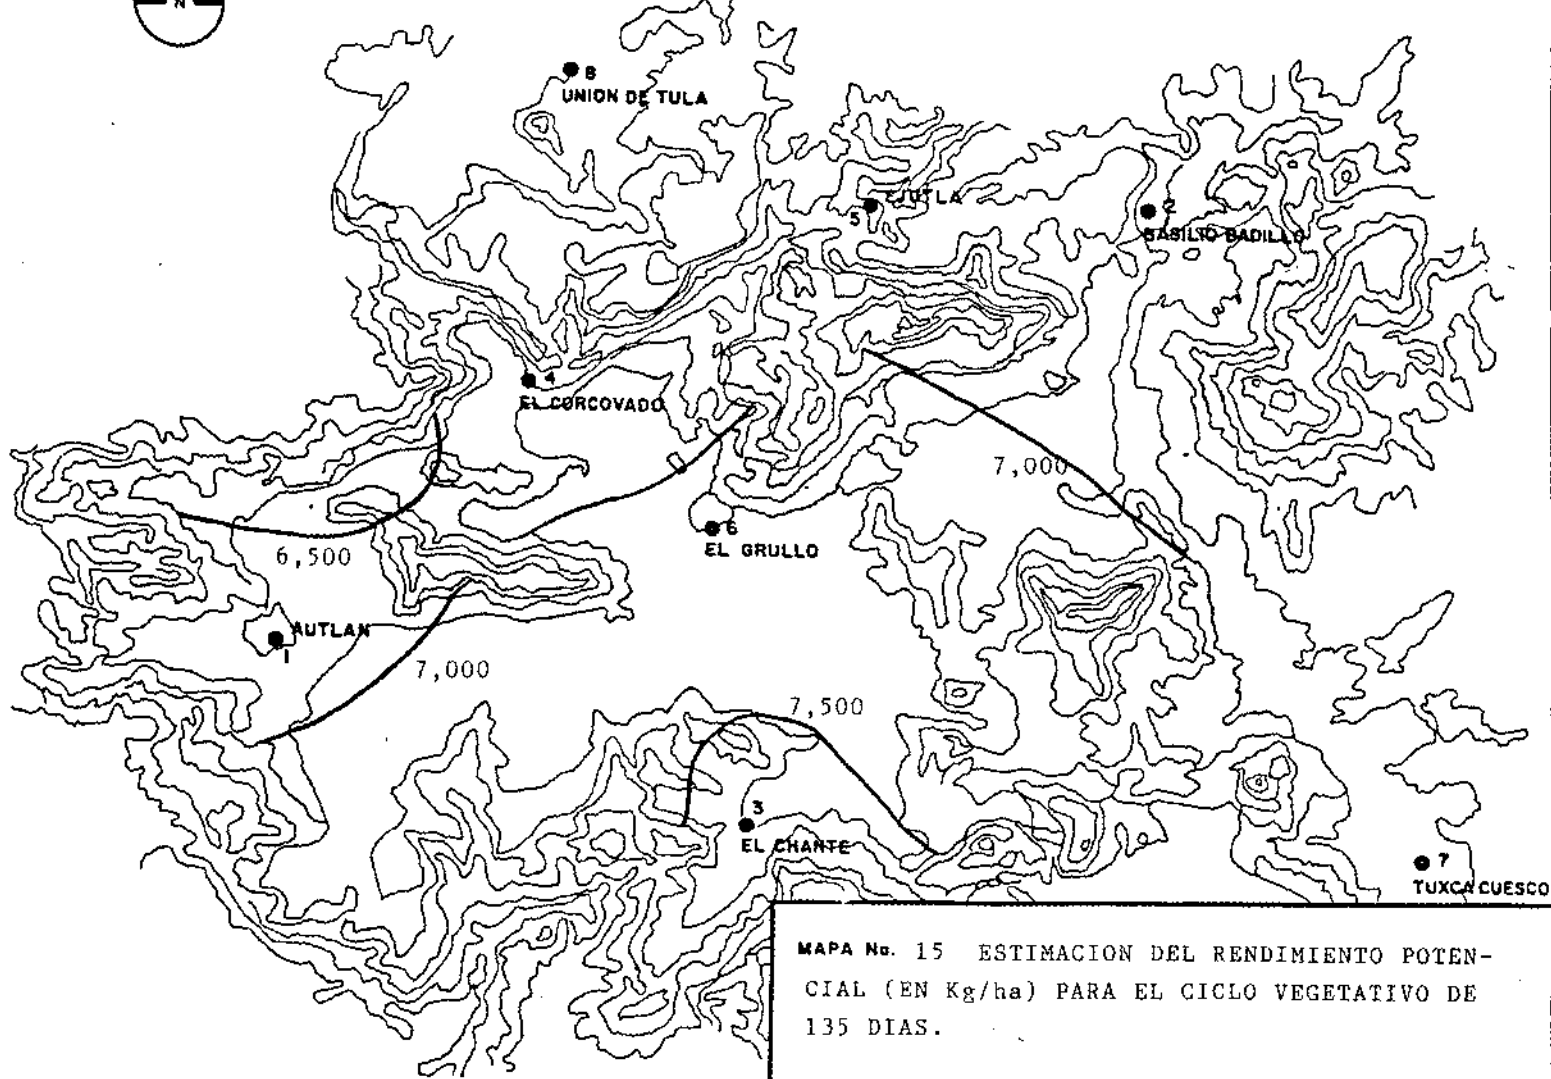 N
8
UNION DE TULA
EJUTLA
5
2
BASILIO BADILLO
4
EL CORCOVADO
7,000
6
EL GRULLO
6,500
AUTLAN
1
7,000
7,500
3
EL CHANTE
7
TUXCACUESCO
MAPA No. 15 ESTIMACION DEL RENDIMIENTO POTEN-
CIAL (EN Kg/ha) PARA EL CICLO VEGETATIVO DE
135 DIAS.